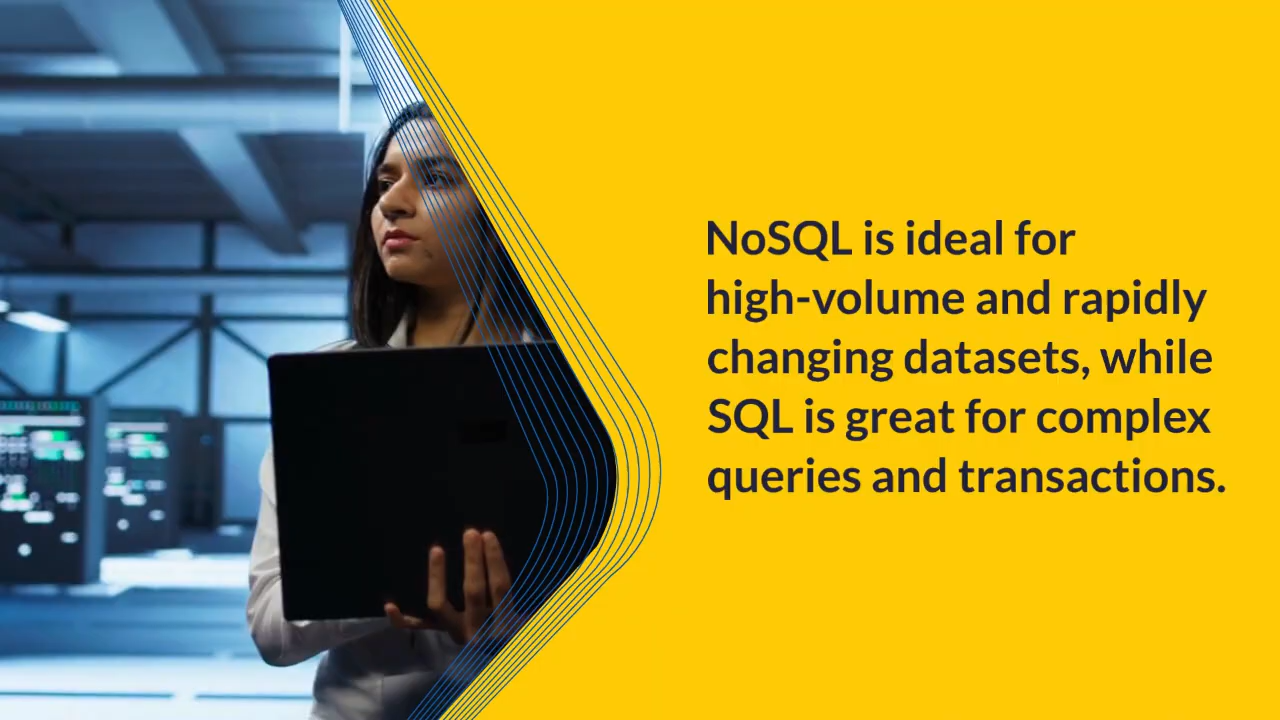 NoSQL is ideal for
high-volume and rapidly
changing datasets, while
SQL is great for complex
queries and transactions.